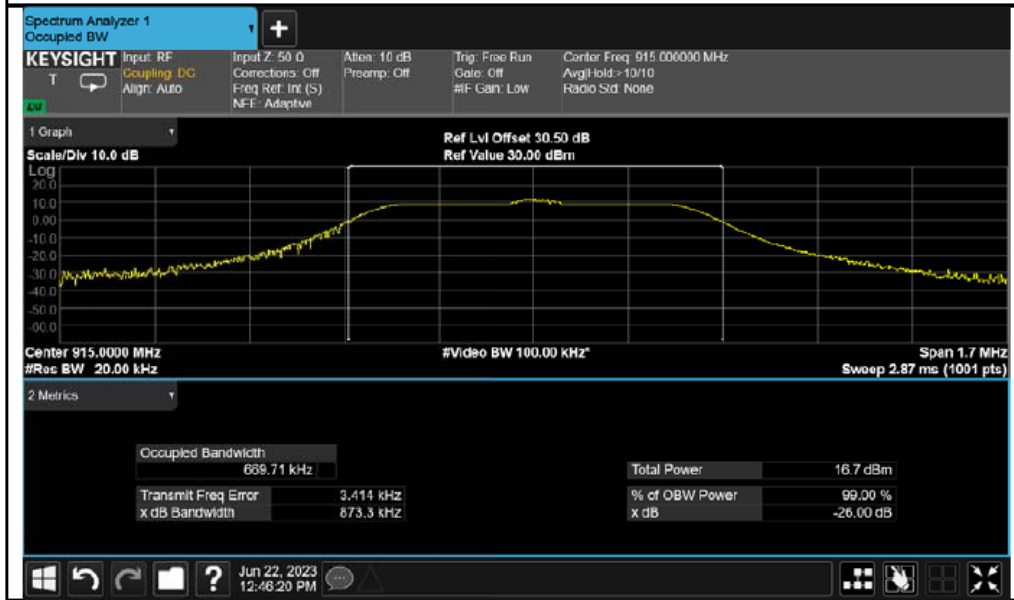 Spectrum Analyzer 1
Occupied BW
+
KEYSIGHT
T
Input: RF
Coupling: DC
Align: Auto
Input Z: 50 Ω
Corrections: Off
Freq Ref: Int (S)
NFE: Adaptive
Atten: 10 dB
Preamp: Off
Trig: Free Run
Gate: Off
#IF Gain: Low
Center Freq: 915.000000 MHz
Avg|Hold:>10/10
Radio Std: None
1 Graph
Scale/Div 10.0 dB
Ref Lvl Offset 30.50 dB
Ref Value 30.00 dBm
Log
20.0
10.0
0.00
-10.0
-20.0
-30.0
-40.0
-50.0
-60.0
Center 915.0000 MHz
#Video BW 100.00 kHz*
Span 1.7 MHz
#Res BW 20.00 kHz
Sweep 2.87 ms (1001 pts)
2 Metrics
Occupied Bandwidth
669.71 kHz
Transmit Freq Error 3.414 kHz
x dB Bandwidth 873.3 kHz
Total Power 16.7 dBm
% of OBW Power 99.00 %
x dB -26.00 dB
?
Jun 22, 2023
12:46:20 PM